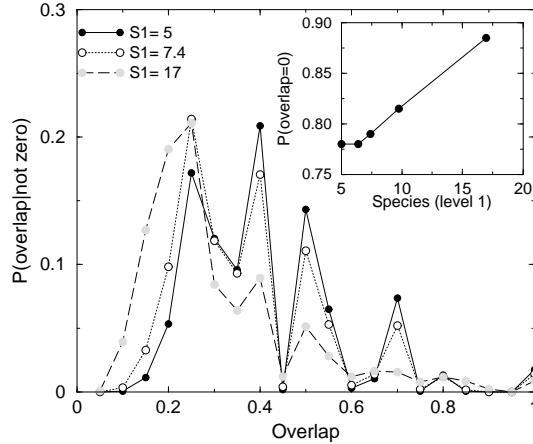 0.3
0.2
0.1
0
P(overlap|not zero)
S1= 5
S1= 7.4
S1= 17
0.90
0.85
0.80
0.75
P(overlap=0)
5 10 15 20
Species (level 1)
0 0.2 0.4 0.6 0.8 1
Overlap